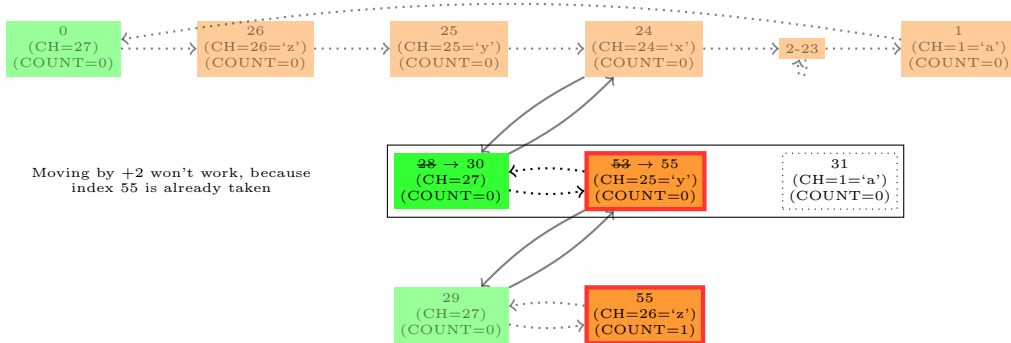 0
(CH=27)
(COUNT=0)
26
(CH=26=‘z’)
(COUNT=0)
25
(CH=25=‘y’)
(COUNT=0)
24
(CH=24=‘x’)
(COUNT=0)
2-23
1
(CH=1=‘a’)
(COUNT=0)
Moving by +2 won’t work, because
index 55 is already taken
28 → 30
(CH=27)
(COUNT=0)
53 → 55
(CH=25=‘y’)
(COUNT=0)
31
(CH=1=‘a’)
(COUNT=0)
29
(CH=27)
(COUNT=0)
55
(CH=26=‘z’)
(COUNT=1)